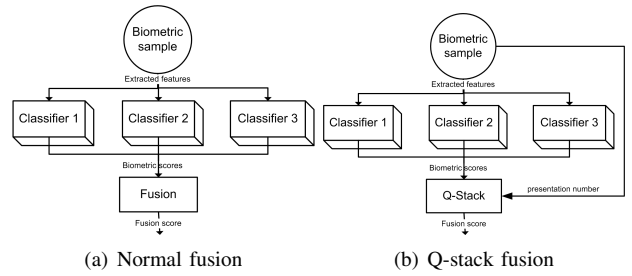 Biometric
sample
Extracted features
Classifier 1
Classifier 2
Classifier 3
Biometric scores
Fusion
Fusion score
(a) Normal fusion
Biometric
sample
Extracted features
Classifier 1
Classifier 2
Classifier 3
Biometric scores
Q-Stack
presentation number
Fusion score
(b) Q-stack fusion